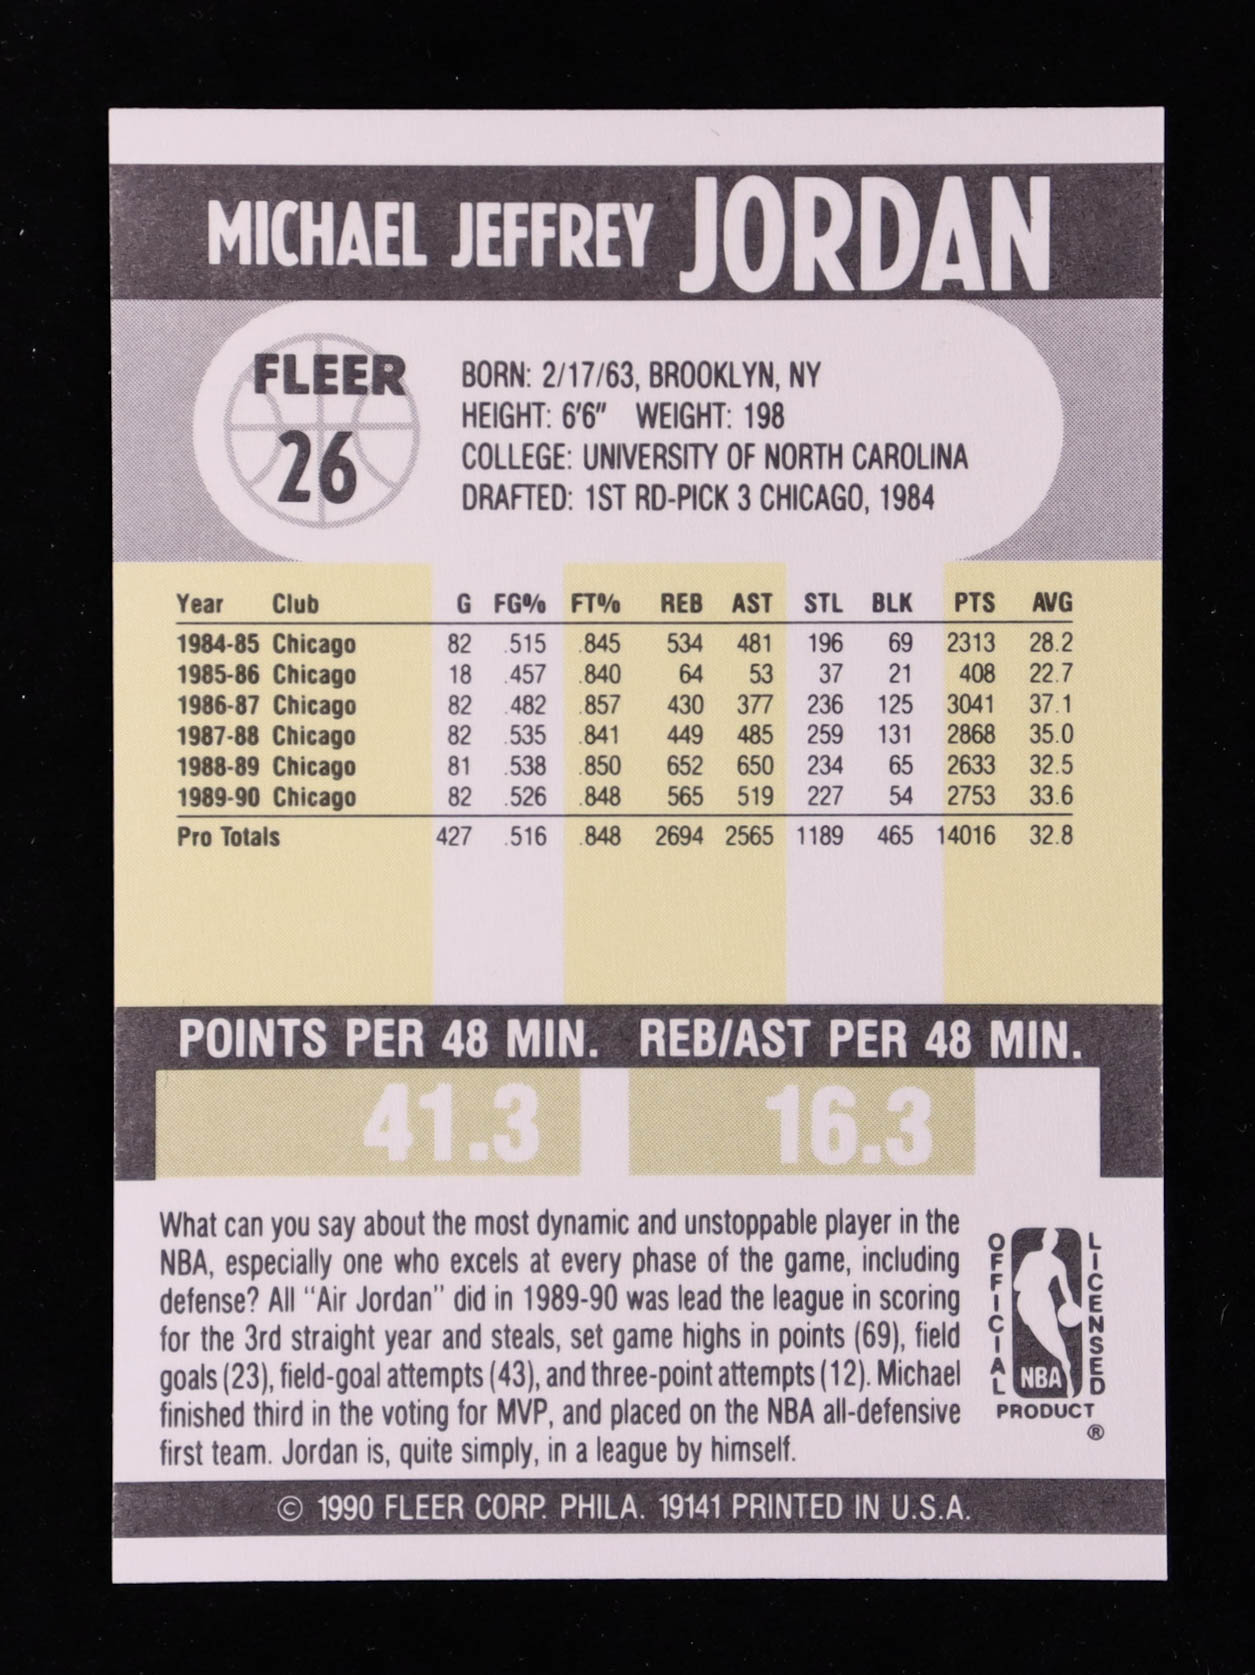 MICHAEL JEFFREY JORDAN
FLEER
26
BORN: 2/17/63, BROOKLYN, NY
HEIGHT: 6'6" WEIGHT: 198
COLLEGE: UNIVERSITY OF NORTH CAROLINA
DRAFTED: 1ST RD-PICK 3 CHICAGO, 1984
Year Club G FG% FT% REB AST STL BLK PTS AVG
1984-85 Chicago 82 .515 .845 534 481 196 69 2313 28.2
1985-86 Chicago 18 .457 .840 64 53 37 21 408 22.7
1986-87 Chicago 82 .482 .857 430 377 236 125 3041 37.1
1987-88 Chicago 82 .535 .841 449 485 259 131 2868 35.0
1988-89 Chicago 81 .538 .850 652 650 234 65 2633 32.5
1989-90 Chicago 82 .526 .848 565 519 227 54 2753 33.6
Pro Totals 427 .516 .848 2694 2565 1189 465 14016 32.8
POINTS PER 48 MIN. REB/AST PER 48 MIN.
41.3 16.3
What can you say about the most dynamic and unstoppable player in the
NBA, especially one who excels at every phase of the game, including
defense? All "Air Jordan" did in 1989-90 was lead the league in scoring
for the 3rd straight year and steals, set game highs in points (69), field
goals (23), field-goal attempts (43), and three-point attempts (12). Michael
finished third in the voting for MVP, and placed on the NBA all-defensive
first team. Jordan is, quite simply, in a league by himself.
OFFICIAL
NBA
LICENSED
PRODUCT
®
© 1990 FLEER CORP. PHILA. 19141 PRINTED IN U.S.A.